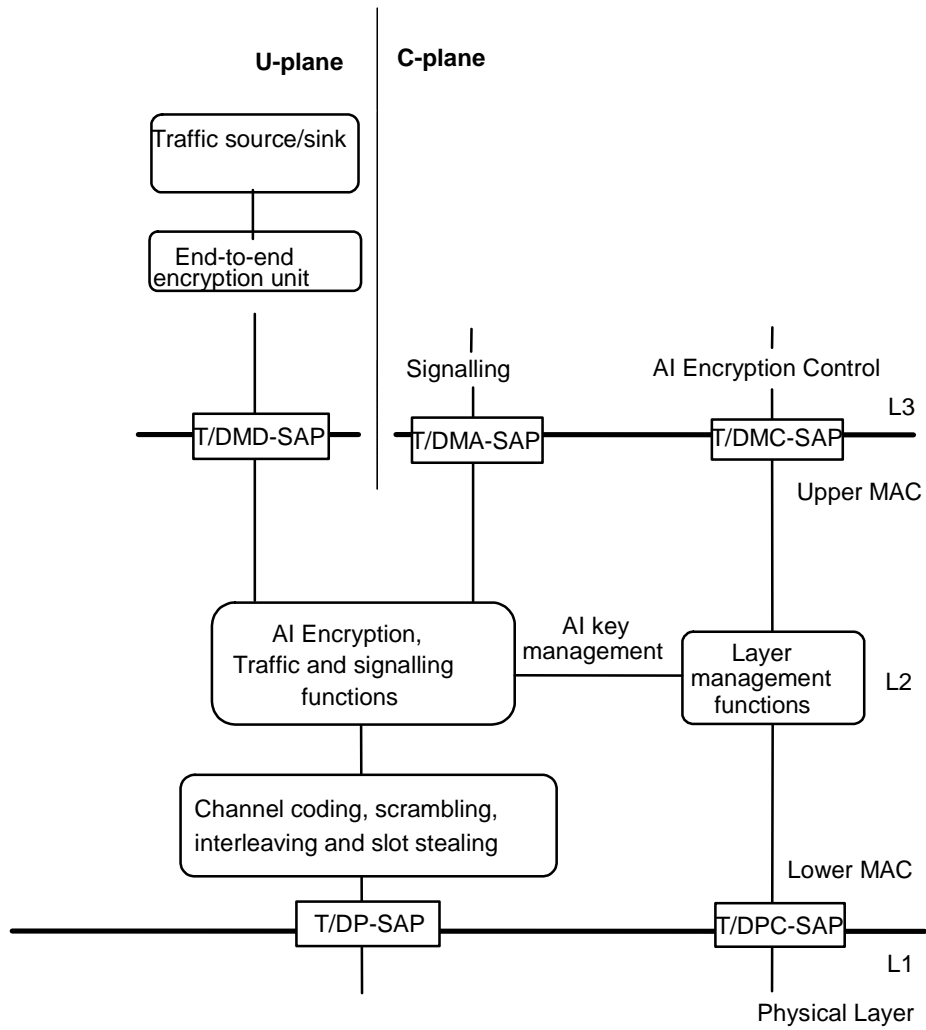 U-plane
C-plane
Traffic source/sink
End-to-end
encryption unit
Signalling
AI Encryption Control
L3
T/DMD-SAP
T/DMA-SAP
T/DMC-SAP
Upper MAC
AI Encryption,
Traffic and signalling
functions
AI key
management
Layer
management
functions
L2
Channel coding, scrambling,
interleaving and slot stealing
Lower MAC
T/DP-SAP
T/DPC-SAP
L1
Physical Layer